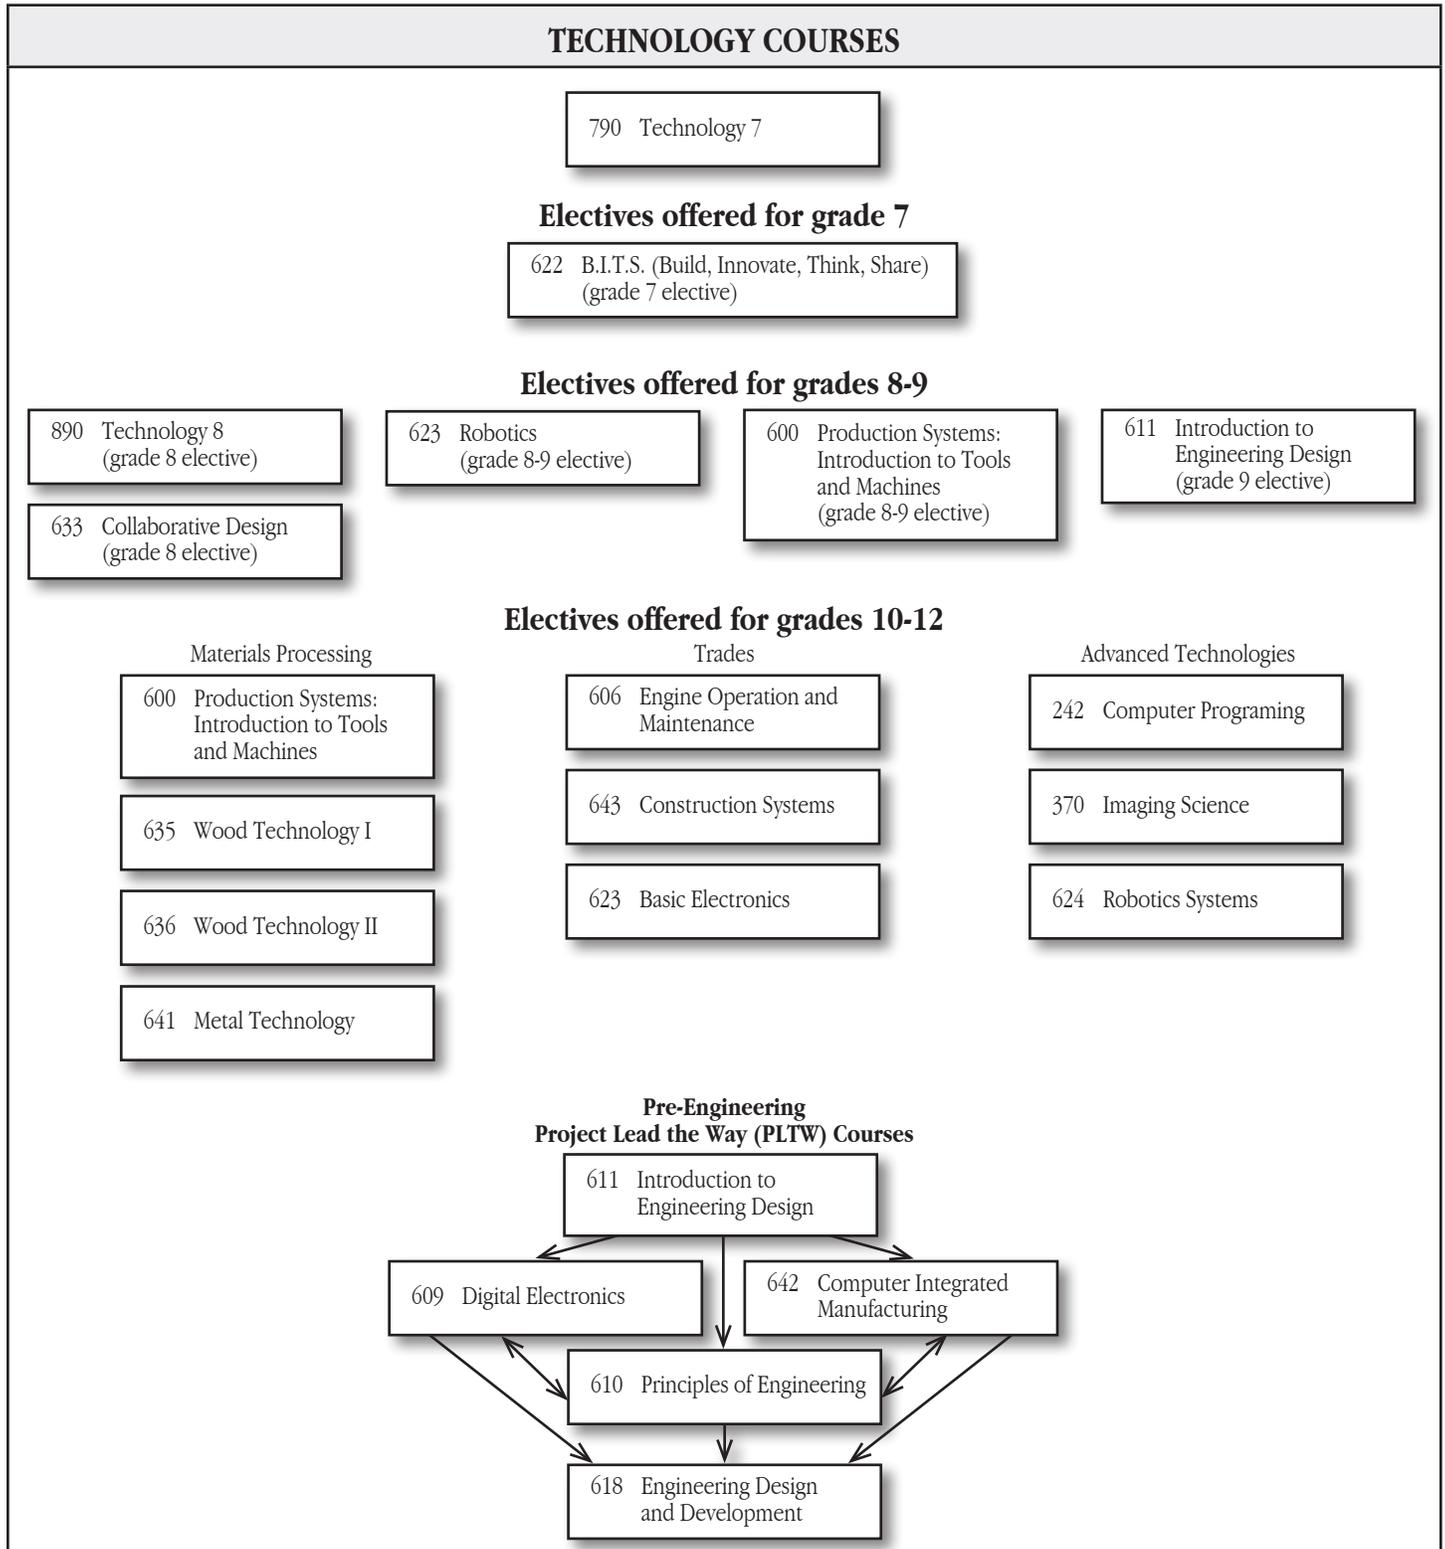 TECHNOLOGY COURSES
790 Technology 7
Electives offered for grade 7
622 B.I.T.S. (Build, Innovate, Think, Share)
(grade 7 elective)
Electives offered for grades 8-9
890 Technology 8
(grade 8 elective)
633 Collaborative Design
(grade 8 elective)
623 Robotics
(grade 8-9 elective)
600 Production Systems:
Introduction to Tools
and Machines
(grade 8-9 elective)
611 Introduction to
Engineering Design
(grade 9 elective)
Electives offered for grades 10-12
Materials Processing
600 Production Systems:
Introduction to Tools
and Machines
635 Wood Technology I
636 Wood Technology II
641 Metal Technology
Trades
606 Engine Operation and
Maintenance
643 Construction Systems
623 Basic Electronics
Advanced Technologies
242 Computer Programing
370 Imaging Science
624 Robotics Systems
Pre-Engineering
Project Lead the Way (PLTW) Courses
611 Introduction to
Engineering Design
609 Digital Electronics
642 Computer Integrated
Manufacturing
610 Principles of Engineering
618 Engineering Design
and Development